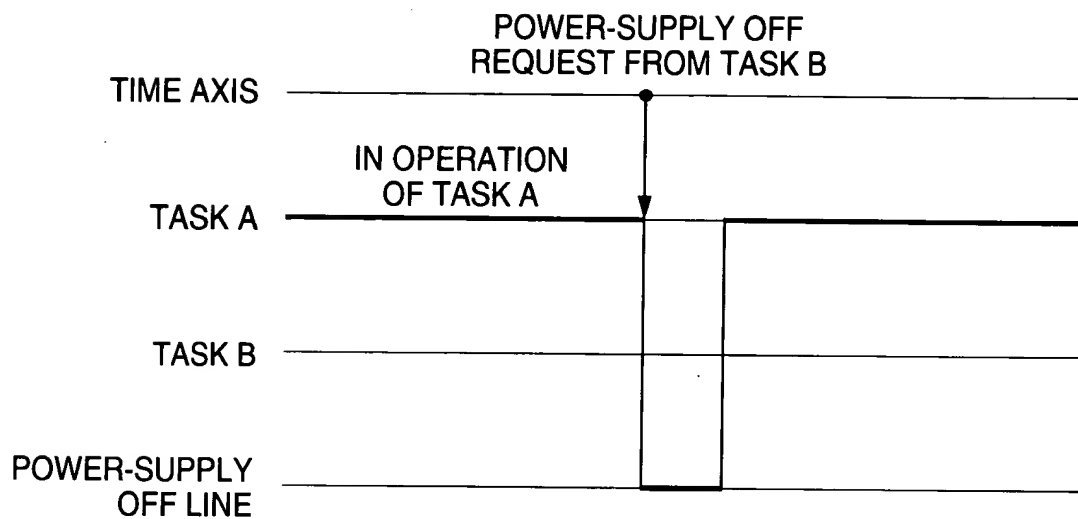 POWER-SUPPLY OFF
REQUEST FROM TASK B
TIME AXIS
IN OPERATION
OF TASK A
TASK A
TASK B
POWER-SUPPLY
OFF LINE